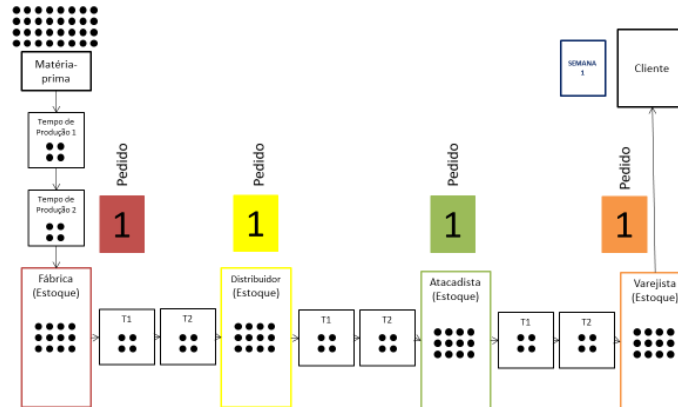 Matéria-
prima
SEMANA
1
Cliente
Tempo de
Produção 1
Tempo de
Produção 2
Pedido
1
Pedido
1
Pedido
1
Pedido
1
Fábrica
(Estoque)
T1
T2
Distribuidor
(Estoque)
T1
T2
Atacadista
(Estoque)
T1
T2
Varejista
(Estoque)